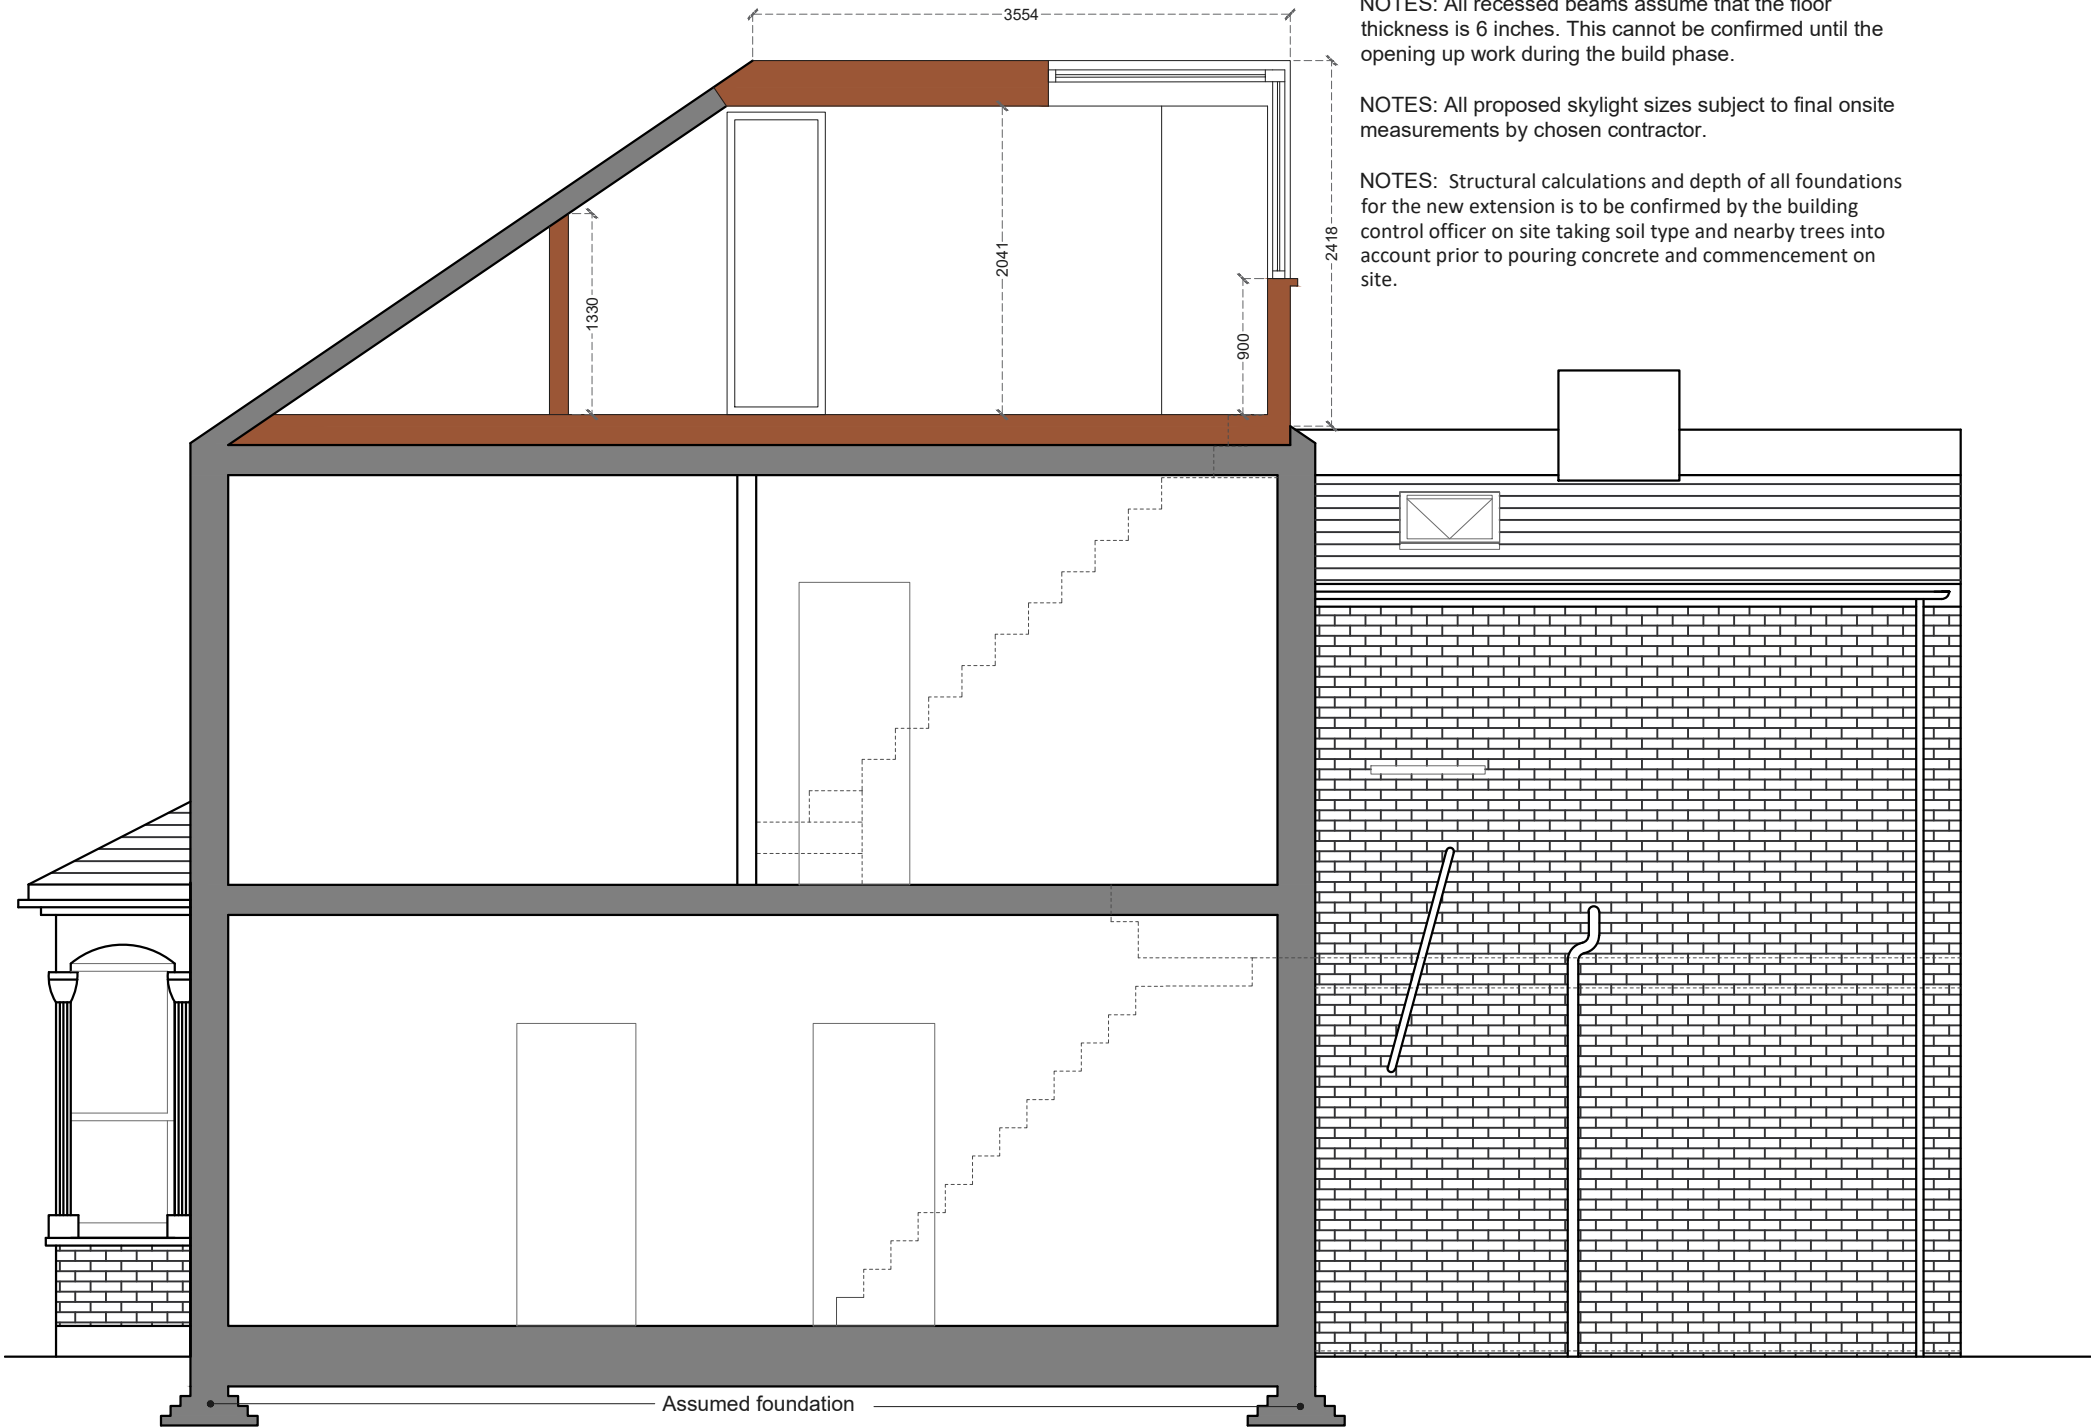 3554
NOTES: All recessed beams assume that the floor
thickness is 6 inches. This cannot be confirmed until the
opening up work during the build phase.
NOTES: All proposed skylight sizes subject to final onsite
measurements by chosen contractor.
NOTES: Structural calculations and depth of all foundations
for the new extension is to be confirmed by the building
control officer on site taking soil type and nearby trees into
account prior to pouring concrete and commencement on
site.
2418
2041
1330
900
Assumed foundation